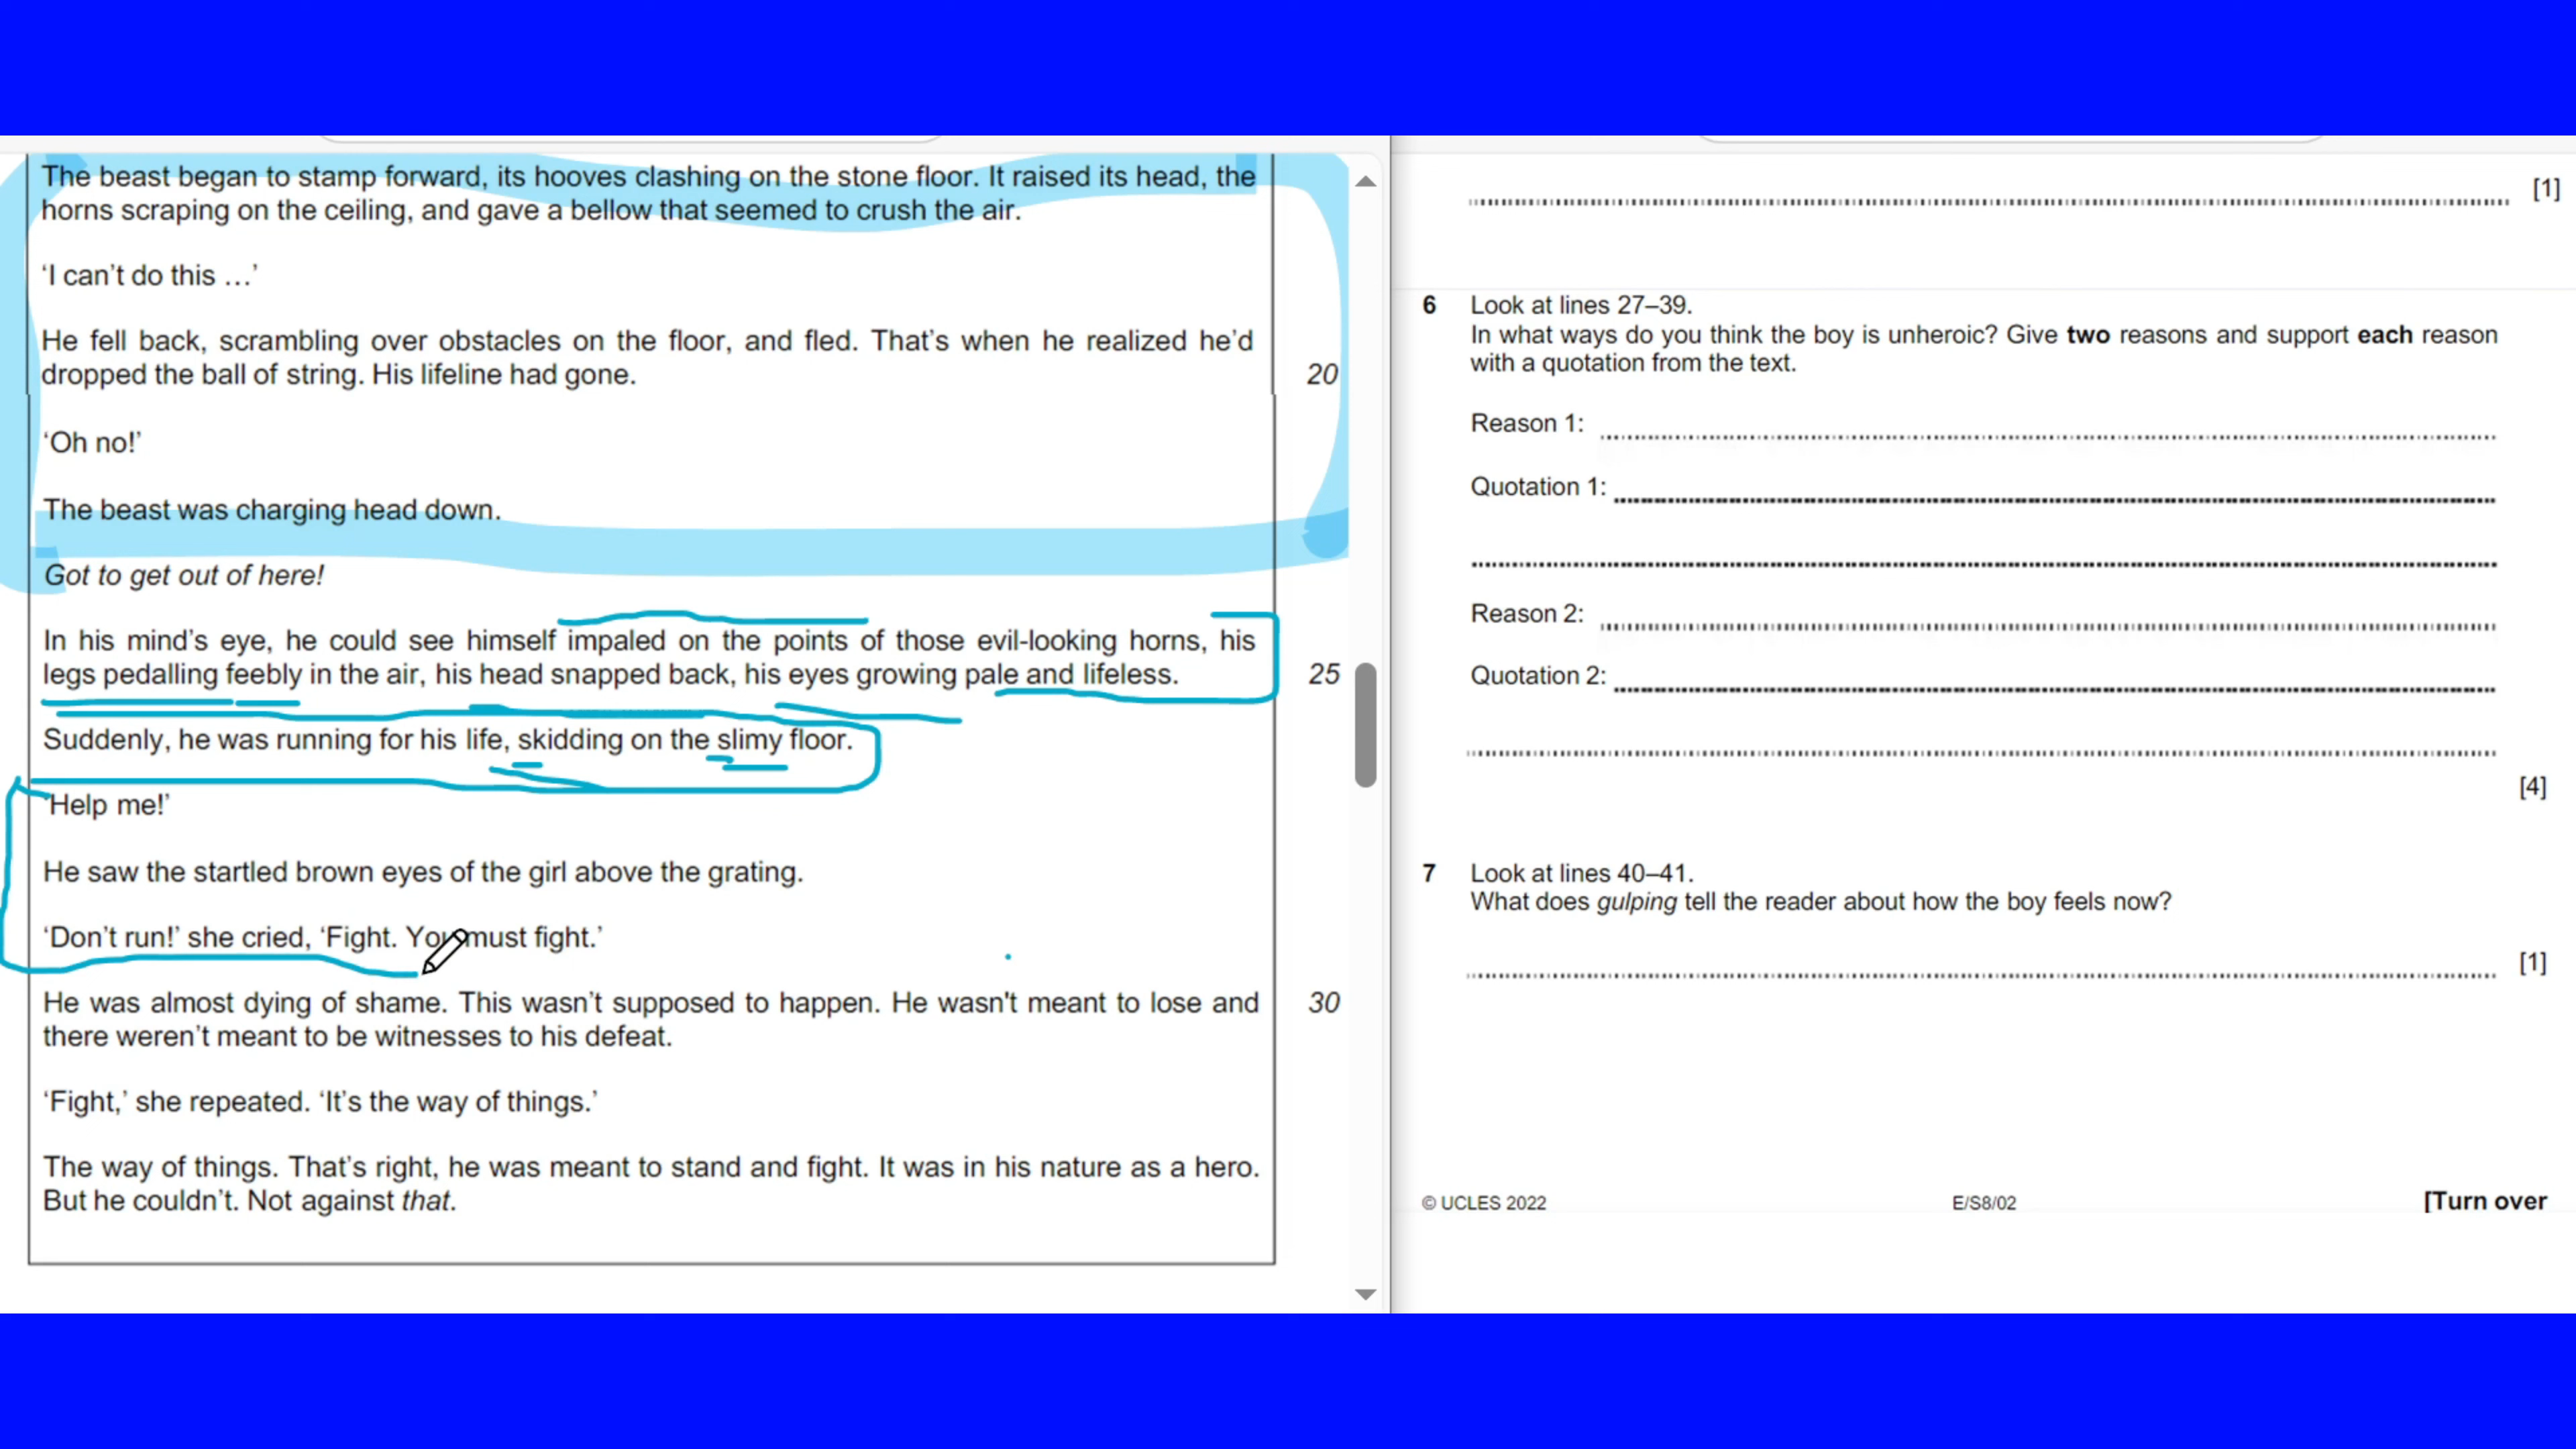 The beast began to stamp forward, its hooves clashing on the stone floor. It raised its head, the
horns scraping on the ceiling, and gave a bellow that seemed to crush the air.
‘I can’t do this …’
He fell back, scrambling over obstacles on the floor, and fled. That’s when he realized he’d
dropped the ball of string. His lifeline had gone. 20
‘Oh no!’
The beast was charging head down.
Got to get out of here!
In his mind’s eye, he could see himself impaled on the points of those evil-looking horns, his
legs pedalling feebly in the air, his head snapped back, his eyes growing pale and lifeless. 25
Suddenly, he was running for his life, skidding on the slimy floor.
‘Help me!’
He saw the startled brown eyes of the girl above the grating.
‘Don’t run!’ she cried, ‘Fight. You must fight.’
He was almost dying of shame. This wasn’t supposed to happen. He wasn't meant to lose and 30
there weren’t meant to be witnesses to his defeat.
‘Fight,’ she repeated. ‘It’s the way of things.’
The way of things. That’s right, he was meant to stand and fight. It was in his nature as a hero.
But he couldn’t. Not against that.
[1]
6 Look at lines 27–39.
In what ways do you think the boy is unheroic? Give two reasons and support each reason
with a quotation from the text.
Reason 1:
Quotation 1:
Reason 2:
Quotation 2:
[4]
7 Look at lines 40–41.
What does gulping tell the reader about how the boy feels now?
[1]
© UCLES 2022 E/S8/02 [Turn over